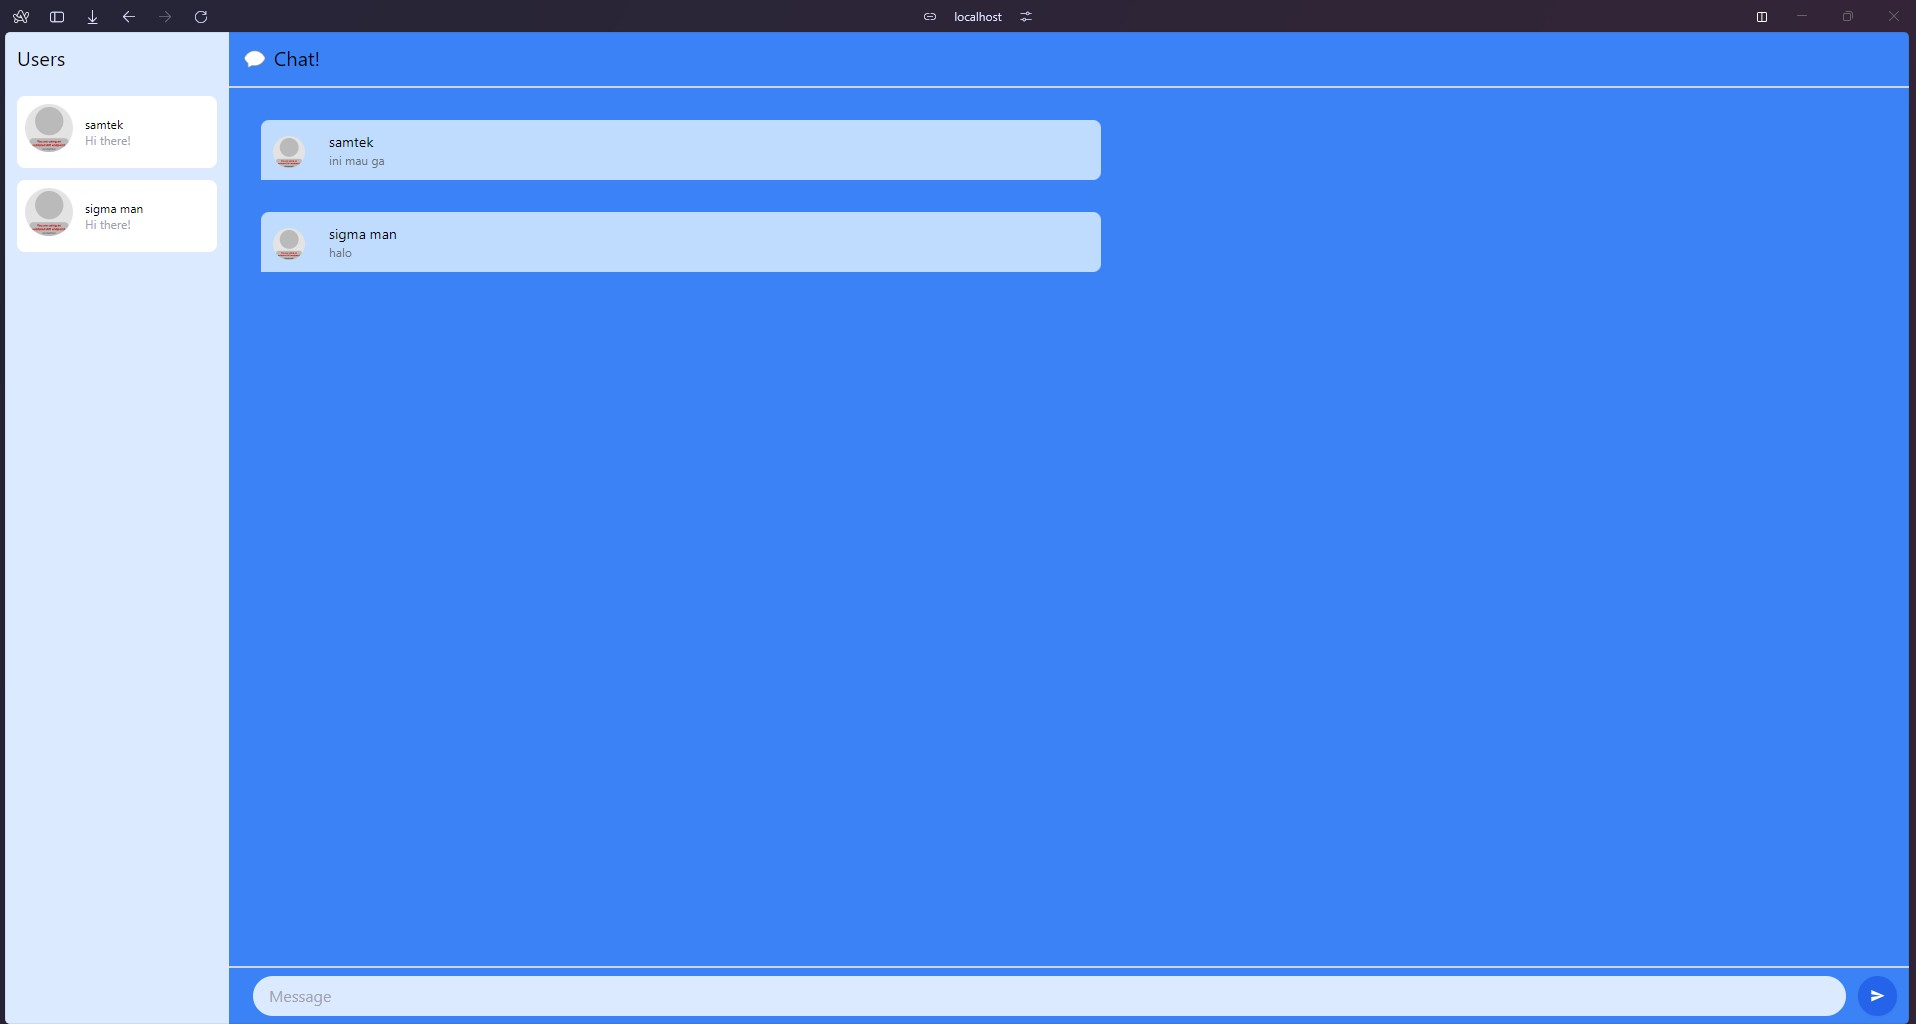 localhost
Users
Chat!
samtek
Hi there!
sigma man
Hi there!
samtek
ini mau ga
sigma man
halo
Message